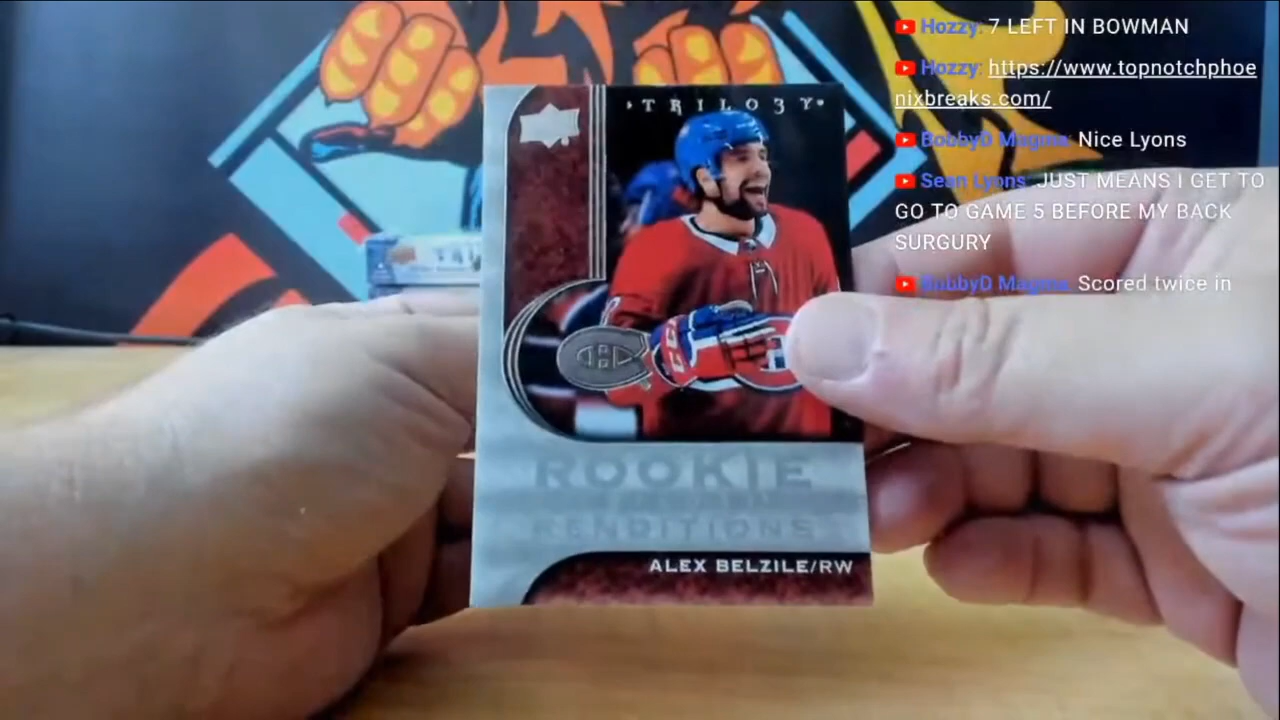 Hozzy: 7 LEFT IN BOWMAN
Hozzy: https://www.topnotchphoe
nixbreaks.com/
BobbyD Magma: Nice Lyons
Sean Lyons: JUST MEANS I GET TO
GO TO GAME 5 BEFORE MY BACK
SURGURY
BobbyD Magma: Scored twice in
TRILO3Y
CCM
ROOKIE
RENDITIONS
ALEX BELZILE/RW